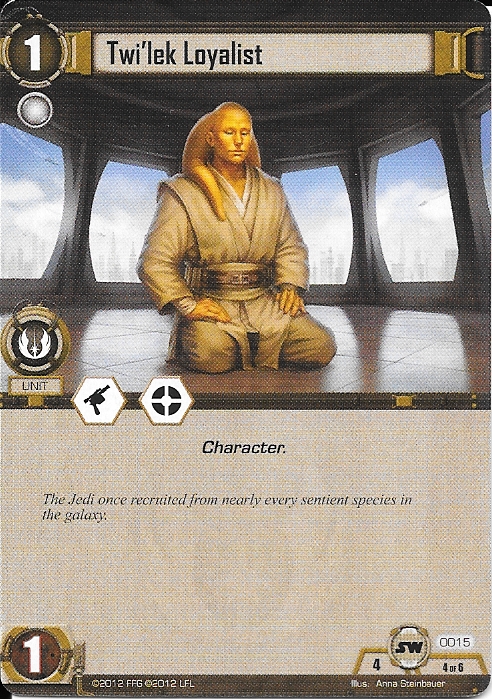 1
Twi'lek Loyalist
UNIT
Character.
The Jedi once recruited from nearly every sentient species in
the galaxy.
1
SW
0015
4
4 OF 6
©2012 FFG ©2012 LFL
Illus. Anna Steinbauer